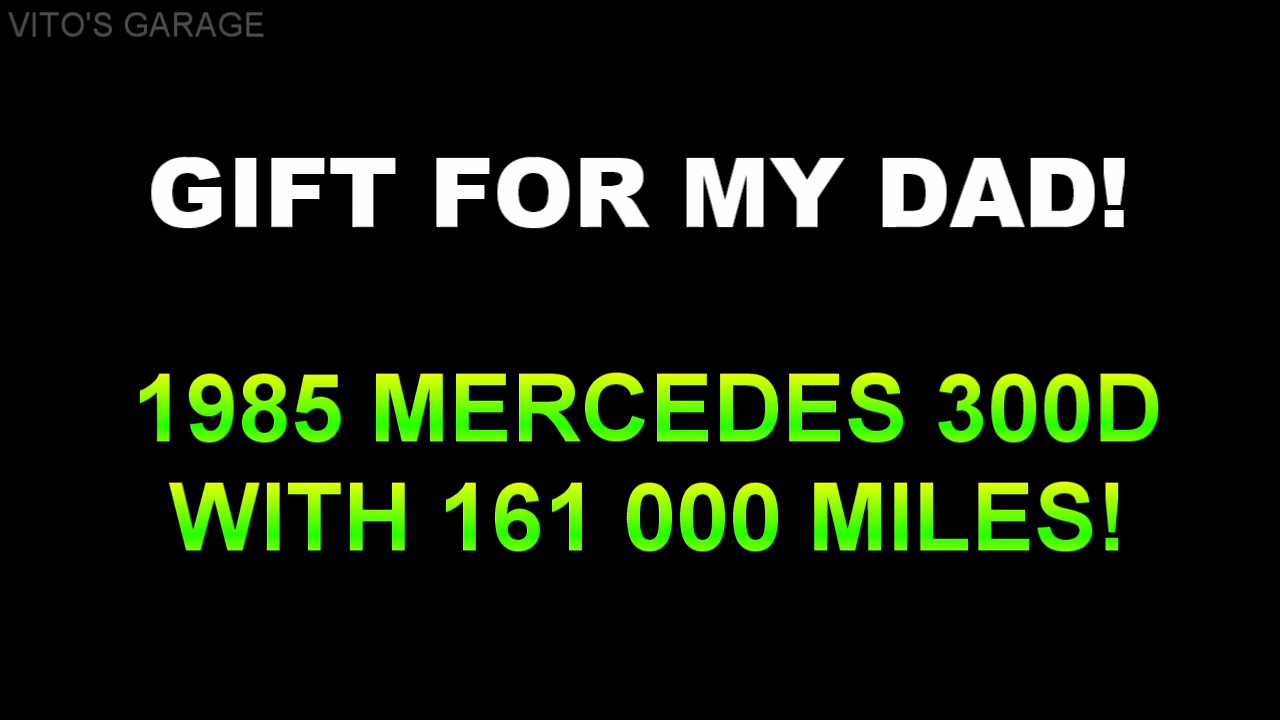 VITO'S GARAGE
GIFT FOR MY DAD!
1985 MERCEDES 300D
WITH 161 000 MILES!